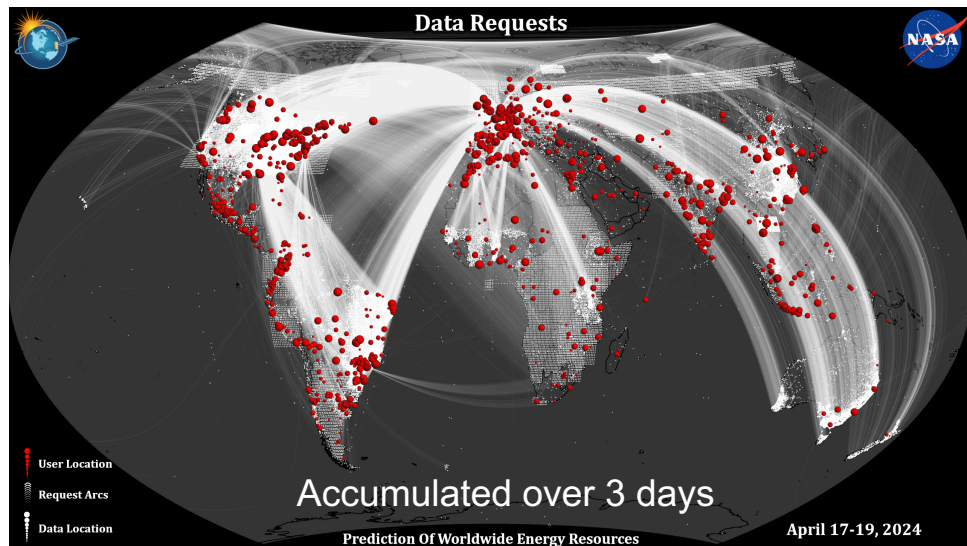 Data Requests
NASA
User Location
Request Arcs
Data Location
Accumulated over 3 days
April 17-19, 2024
Prediction Of Worldwide Energy Resources